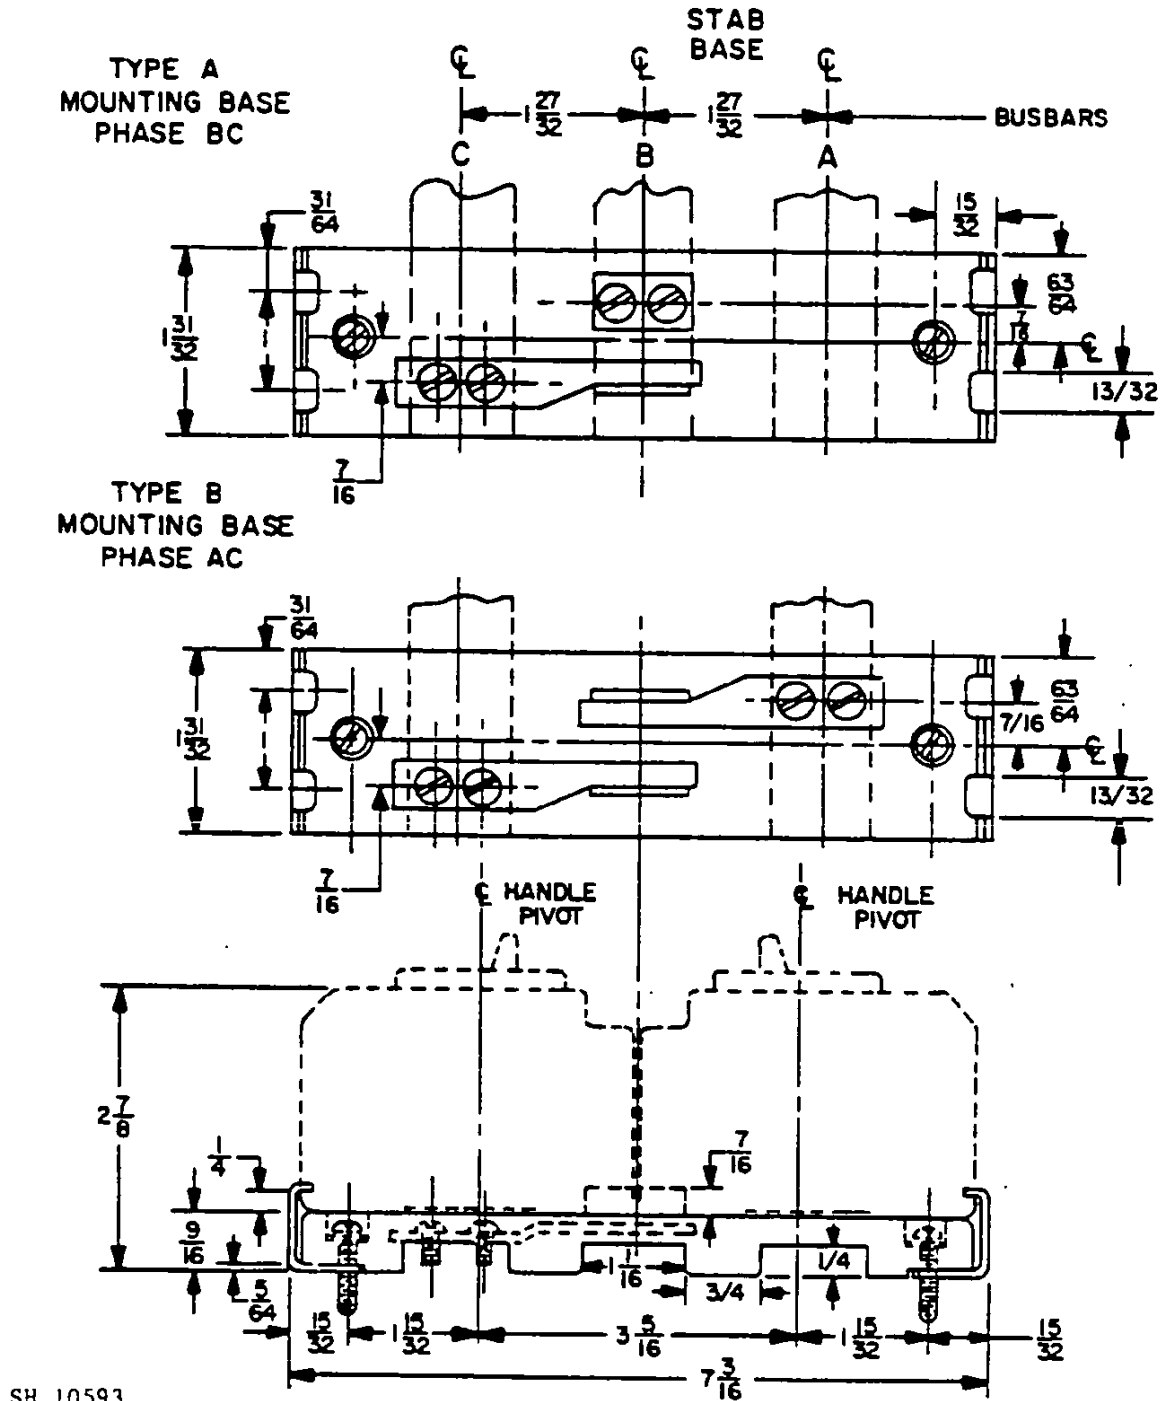 STAB
BASE
TYPE A
MOUNTING BASE
PHASE BC
℄
℄
℄
1 27/32
1 27/32
BUSBARS
C
B
A
31/64
15/32
1 31/32
63/64
7/16
℄
13/32
7/16
TYPE B
MOUNTING BASE
PHASE AC
31/64
1 31/32
63/64
7/16
℄
13/32
7/16
℄ HANDLE
PIVOT
℄ HANDLE
PIVOT
2 7/8
1/4
7/16
9/16
1 1/16
1/4
3/4
5/64
15/32
1 15/32
3 5/16
1 15/32
15/32
7 3/16
SH 10593